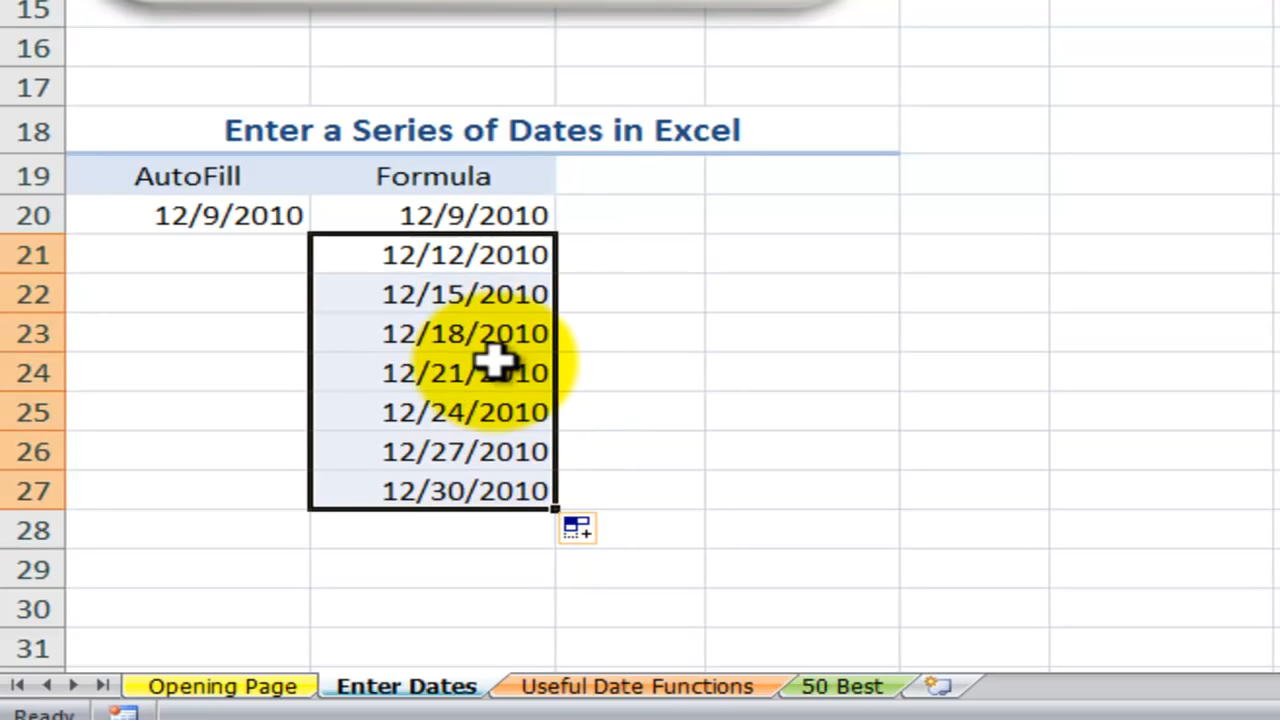 15
16
17
18 Enter a Series of Dates in Excel
19 AutoFill Formula
20 12/9/2010 12/9/2010
21 12/12/2010
22 12/15/2010
23 12/18/2010
24 12/21/2010
25 12/24/2010
26 12/27/2010
27 12/30/2010
28
29
30
31
Opening Page Enter Dates Useful Date Functions 50 Best
Ready